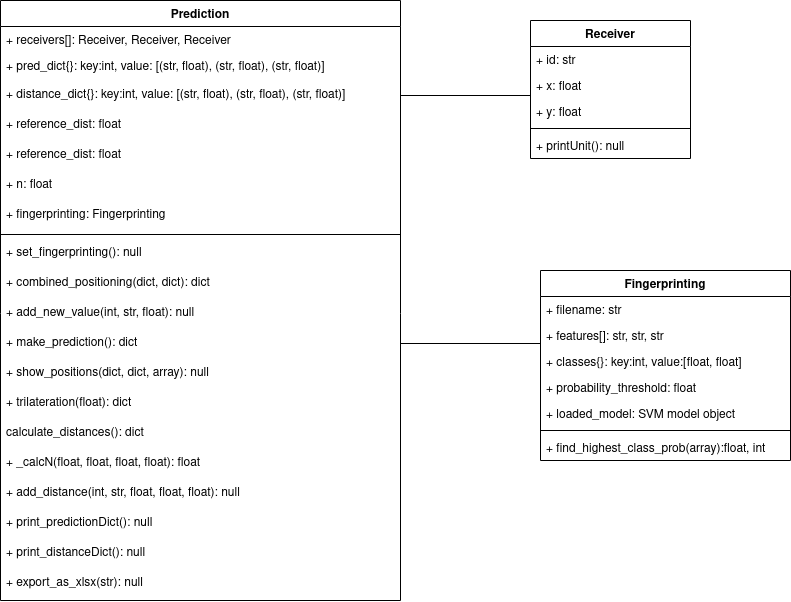 Prediction
+ receivers[]: Receiver, Receiver, Receiver
+ pred_dict{}: key:int, value: [(str, float), (str, float), (str, float)]
+ distance_dict{}: key:int, value: [(str, float), (str, float), (str, float)]
+ reference_dist: float
+ reference_dist: float
+ n: float
+ fingerprinting: Fingerprinting
+ set_fingerprinting(): null
+ combined_positioning(dict, dict): dict
+ add_new_value(int, str, float): null
+ make_prediction(): dict
+ show_positions(dict, dict, array): null
+ trilateration(float): dict
calculate_distances(): dict
+ _calcN(float, float, float, float): float
+ add_distance(int, str, float, float, float): null
+ print_predictionDict(): null
+ print_distanceDict(): null
+ export_as_xlsx(str): null
Receiver
+ id: str
+ x: float
+ y: float
+ printUnit(): null
Fingerprinting
+ filename: str
+ features[]: str, str, str
+ classes{}: key:int, value:[float, float]
+ probability_threshold: float
+ loaded_model: SVM model object
+ find_highest_class_prob(array):float, int